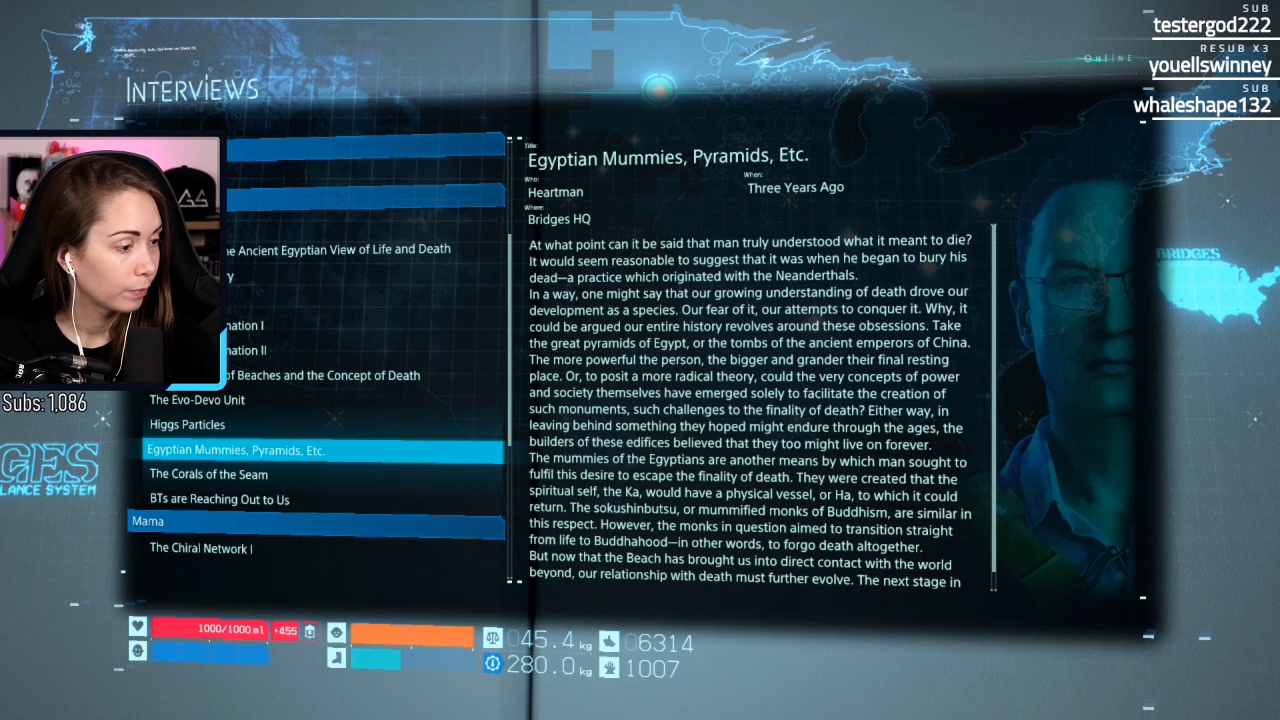 SUB
testergod222
RESUB X3
youellswinney
SUB
whaleshape132
ONLINE
INTERVIEWS
Title:
Egyptian Mummies, Pyramids, Etc.
Who:
Heartman
When:
Three Years Ago
Where:
Bridges HQ
At what point can it be said that man truly understood what it meant to die?
It would seem reasonable to suggest that it was when he began to bury his
dead—a practice which originated with the Neanderthals.
In a way, one might say that our growing understanding of death drove our
development as a species. Our fear of it, our attempts to conquer it. Why, it
could be argued our entire history revolves around these obsessions. Take
the great pyramids of Egypt, or the tombs of the ancient emperors of China.
The more powerful the person, the bigger and grander their final resting
place. Or, to posit a more radical theory, could the very concepts of power
and society themselves have emerged solely to facilitate the creation of
such monuments, such challenges to the finality of death? Either way, in
leaving behind something they hoped might endure through the ages, the
builders of these edifices believed that they too might live on forever.
The mummies of the Egyptians are another means by which man sought to
fulfil this desire to escape the finality of death. They were created that the
spiritual self, the Ka, would have a physical vessel, or Ha, to which it could
return. The sokushinbutsu, or mummified monks of Buddhism, are similar in
this respect. However, the monks in question aimed to transition straight
from life to Buddhahood—in other words, to forgo death altogether.
But now that the Beach has brought us into direct contact with the world
beyond, our relationship with death must further evolve. The next stage in
ne Ancient Egyptian View of Life and Death
y
nation I
nation II
of Beaches and the Concept of Death
The Evo-Devo Unit
Higgs Particles
Egyptian Mummies, Pyramids, Etc.
The Corals of the Seam
BTs are Reaching Out to Us
Mama
The Chiral Network I
Subs: 1,086
GES
LANCE SYSTEM
BRIDGES
1000/1000 ml
+455
045.4 kg
06314
280.0 kg
1007